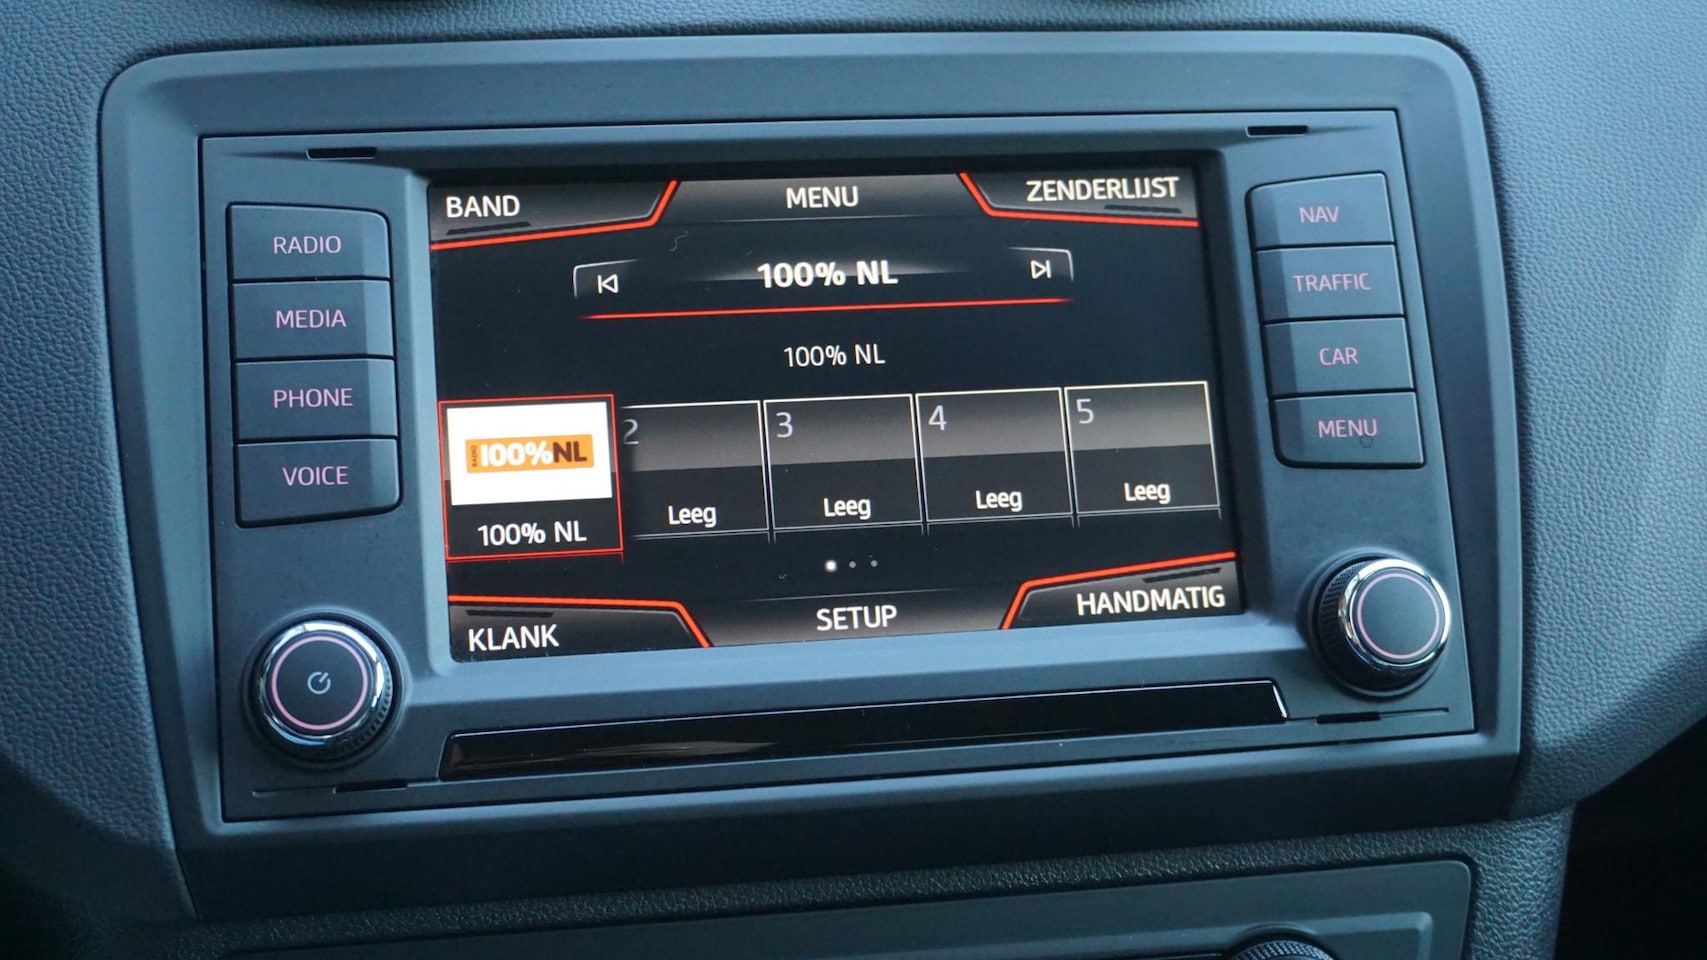 BAND MENU ZENDERLIJST
100% NL
100% NL
RADIO 100%NL
100% NL
2 Leeg
3 Leeg
4 Leeg
5 Leeg
KLANK SETUP HANDMATIG
RADIO
MEDIA
PHONE
VOICE
NAV
TRAFFIC
CAR
MENU